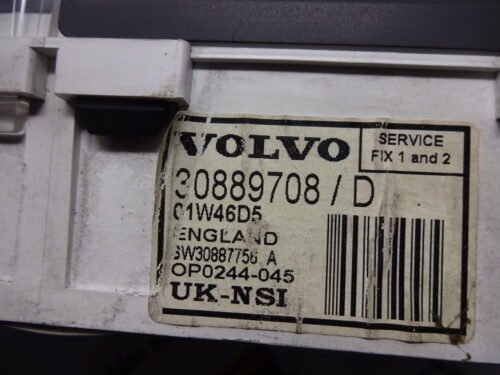 VOLVO
SERVICE
FIX 1 and 2
30889708 / D
01W46D5
ENGLAND
SW30887756 A
OP0244-045
UK-NSI